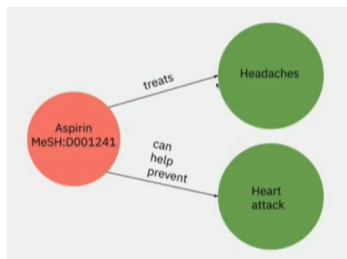 treats
Headaches
Aspirin
MeSH:D001241
can
help
prevent
Heart
attack